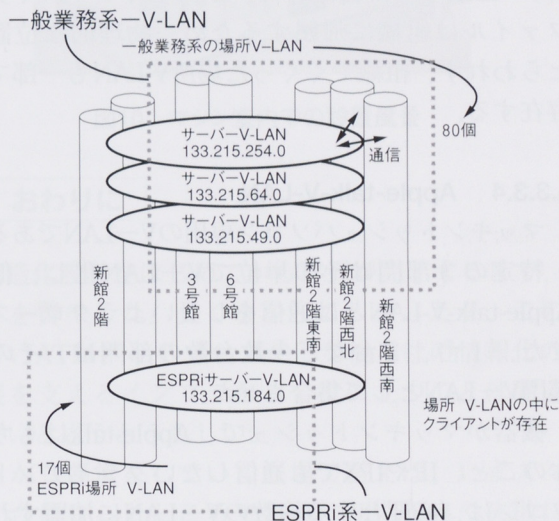 一般業務系－V-LAN
一般業務系の場所V-LAN
80個
サーバーV-LAN
133.215.254.0
通信
サーバーV-LAN
133.215.64.0
サーバーV-LAN
133.215.49.0
新館2階
3号館
6号館
新館2階東南
新館2階西北
新館2階西南
ESPRiサーバーV-LAN
133.215.184.0
場所 V-LANの中に
クライアントが存在
17個
ESPRi場所 V-LAN
ESPRi系－V-LAN